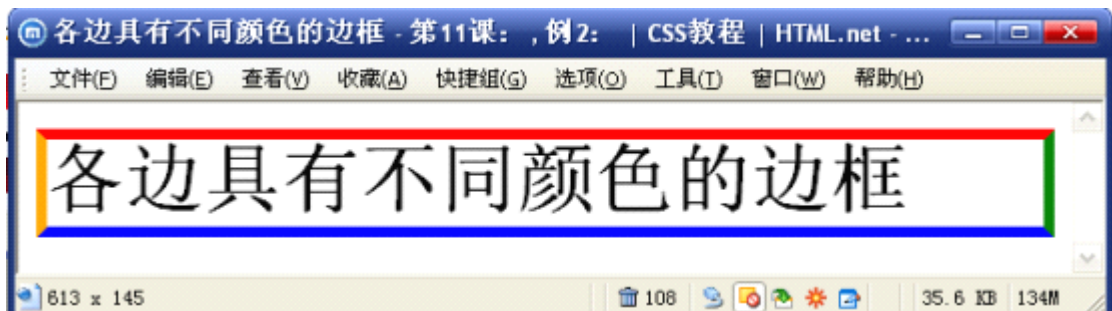 各边具有不同颜色的边框 - 第11课: , 例2: | CSS教程 | HTML.net - ...
文件(F) 编辑(E) 查看(V) 收藏(A) 快捷组(G) 选项(O) 工具(T) 窗口(W) 帮助(H)
各边具有不同颜色的边框
613 x 145 108 35.6 KB 134M